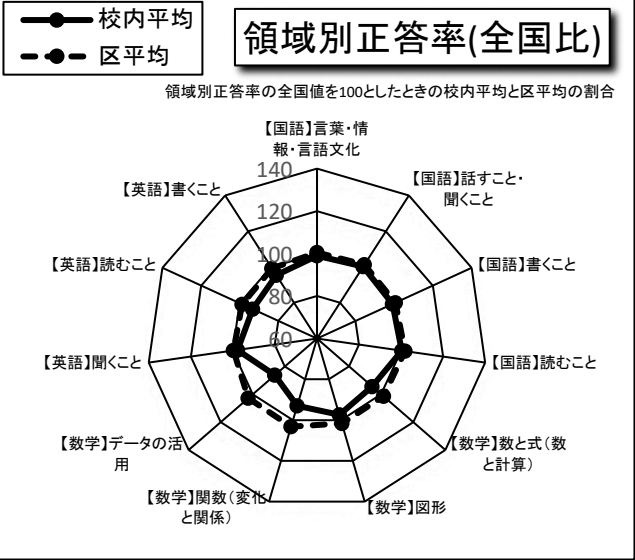 校内平均
区平均
領域別正答率(全国比)
領域別正答率の全国値を100としたときの校内平均と区平均の割合
【国語】言葉・情
報・言語文化
【国語】話すこと・
聞くこと
【国語】書くこと
【国語】読むこと
【数学】数と式(数
と計算)
【数学】図形
【数学】関数(変化
と関係)
【数学】データの活
用
【英語】聞くこと
【英語】読むこと
【英語】書くこと
140
120
100
80
60